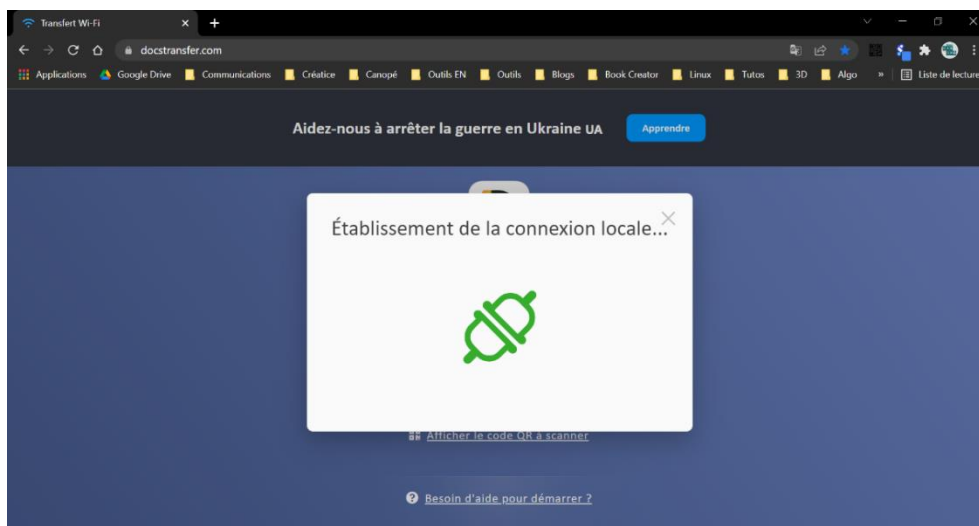 Transfert Wi-Fi
docstransfer.com
Applications Google Drive Communications Créatice Canopé Outils EN Outils Blogs Book Creator Linux Tutos 3D Algo » Liste de lecture
Aidez-nous à arrêter la guerre en Ukraine UA Apprendre
Établissement de la connexion locale...
Afficher le code QR à scanner
Besoin d'aide pour démarrer ?